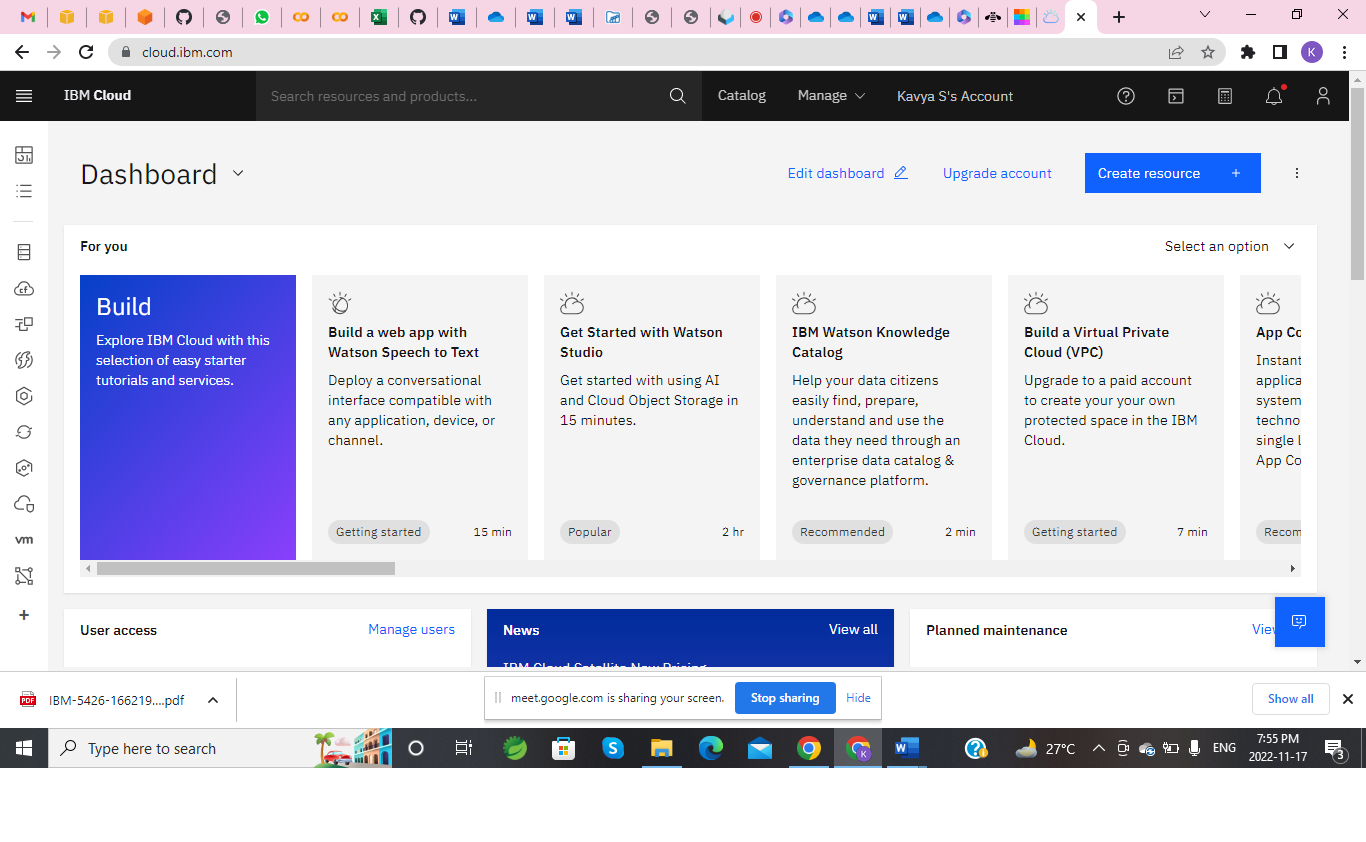 cloud.ibm.com
K
IBM Cloud
Search resources and products...
Catalog
Manage
Kavya S's Account
Dashboard
Edit dashboard
Upgrade account
Create resource +
For you
Select an option
Build
Explore IBM Cloud with this
selection of easy starter
tutorials and services.
Build a web app with
Watson Speech to Text
Deploy a conversational
interface compatible with
any application, device, or
channel.
Getting started
15 min
Get Started with Watson
Studio
Get started with using AI
and Cloud Object Storage in
15 minutes.
Popular
2 hr
IBM Watson Knowledge
Catalog
Help your data citizens
easily find, prepare,
understand and use the
data they need through an
enterprise data catalog &
governance platform.
Recommended
2 min
Build a Virtual Private
Cloud (VPC)
Upgrade to a paid account
to create your your own
protected space in the IBM
Cloud.
Getting started
7 min
App Co
Instant
applica
system
techno
single l
App Co
Recom
cf
vm
User access
Manage users
News
View all
IBM Cloud Satellite New Pricing
Planned maintenance
View
PDF
IBM-5426-166219....pdf
meet.google.com is sharing your screen.
Stop sharing
Hide
Show all
Type here to search
27°C
ENG
7:55 PM
2022-11-17
3